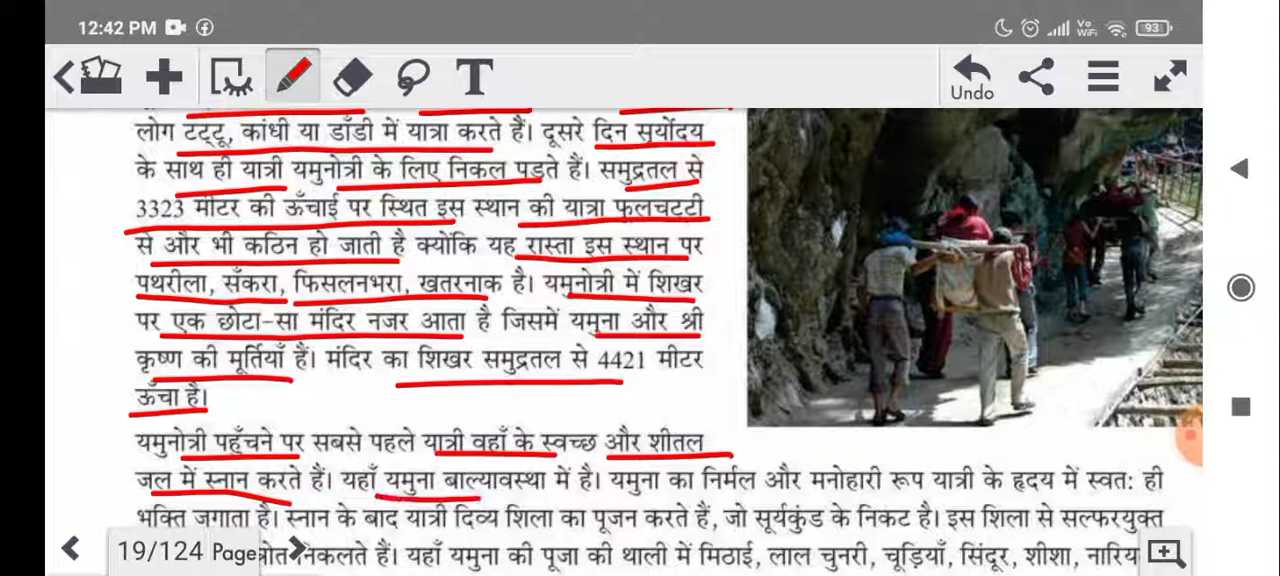 12:42 PM
Vo WiFi 93
T
Undo
लोग टट्टू, कांधी या डाँडी में यात्रा करते हैं। दूसरे दिन सूर्योदय
के साथ ही यात्री यमुनोत्री के लिए निकल पड़ते हैं। समुद्रतल से
3323 मीटर की ऊँचाई पर स्थित इस स्थान की यात्रा फूलचट्टी
से और भी कठिन हो जाती है क्योंकि यह रास्ता इस स्थान पर
पथरीला, सँकरा, फिसलनभरा, खतरनाक है। यमुनोत्री में शिखर
पर एक छोटा-सा मंदिर नजर आता है जिसमें यमुना और श्री
कृष्ण की मूर्तियाँ हैं। मंदिर का शिखर समुद्रतल से 4421 मीटर
ऊँचा है।
यमुनोत्री पहुँचने पर सबसे पहले यात्री वहाँ के स्वच्छ और शीतल
जल में स्नान करते हैं। यहाँ यमुना बाल्यावस्था में है। यमुना का निर्मल और मनोहारी रूप यात्री के हृदय में स्वत: ही
भक्ति जगाता है। स्नान के बाद यात्री दिव्य शिला का पूजन करते हैं, जो सूर्यकुंड के निकट है। इस शिला से सल्फरयुक्त
निकलते हैं। यहाँ यमुना की पूजा की थाली में मिठाई, लाल चुनरी, चूड़ियाँ, सिंदूर, शीशा,
19/124 Page